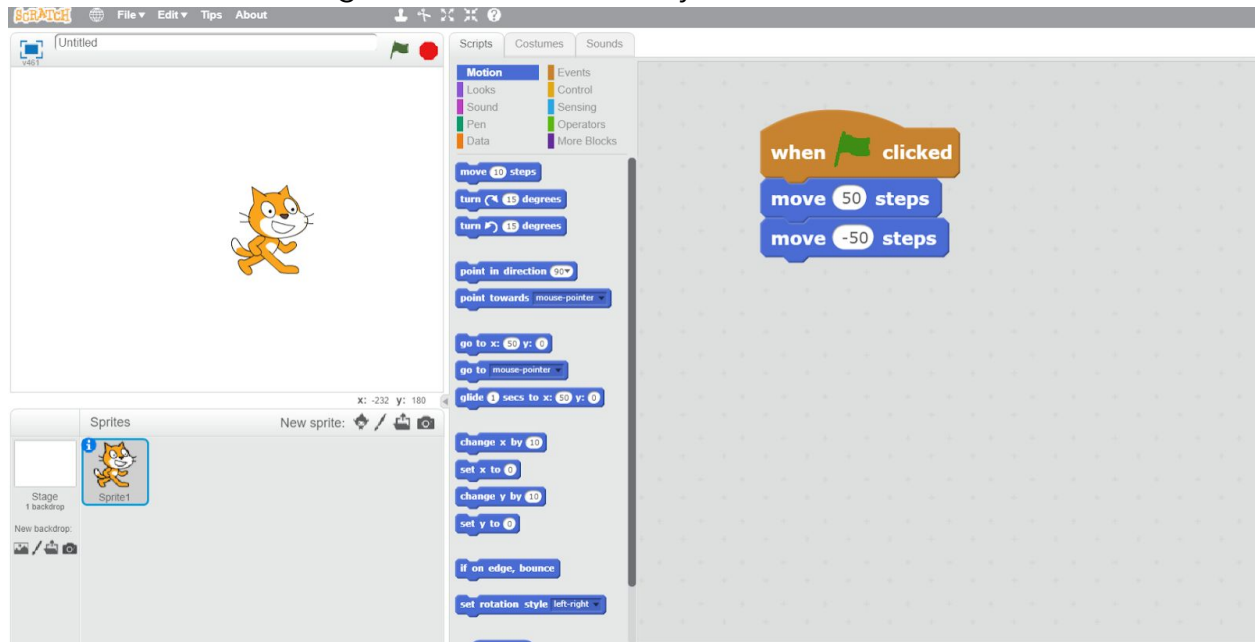 SCRATCH File▾ Edit▾ Tips About
v461
Untitled
x: -232 y: 180
Sprites New sprite:
Stage
1 backdrop
Sprite1
New backdrop:
Scripts Costumes Sounds
Motion Events
Looks Control
Sound Sensing
Pen Operators
Data More Blocks
move 10 steps
turn 15 degrees
turn 15 degrees
point in direction 90▾
point towards mouse-pointer
go to x: 50 y: 0
go to mouse-pointer
glide 1 secs to x: 50 y: 0
change x by 10
set x to 0
change y by 10
set y to 0
if on edge, bounce
set rotation style left-right
when clicked
move 50 steps
move -50 steps